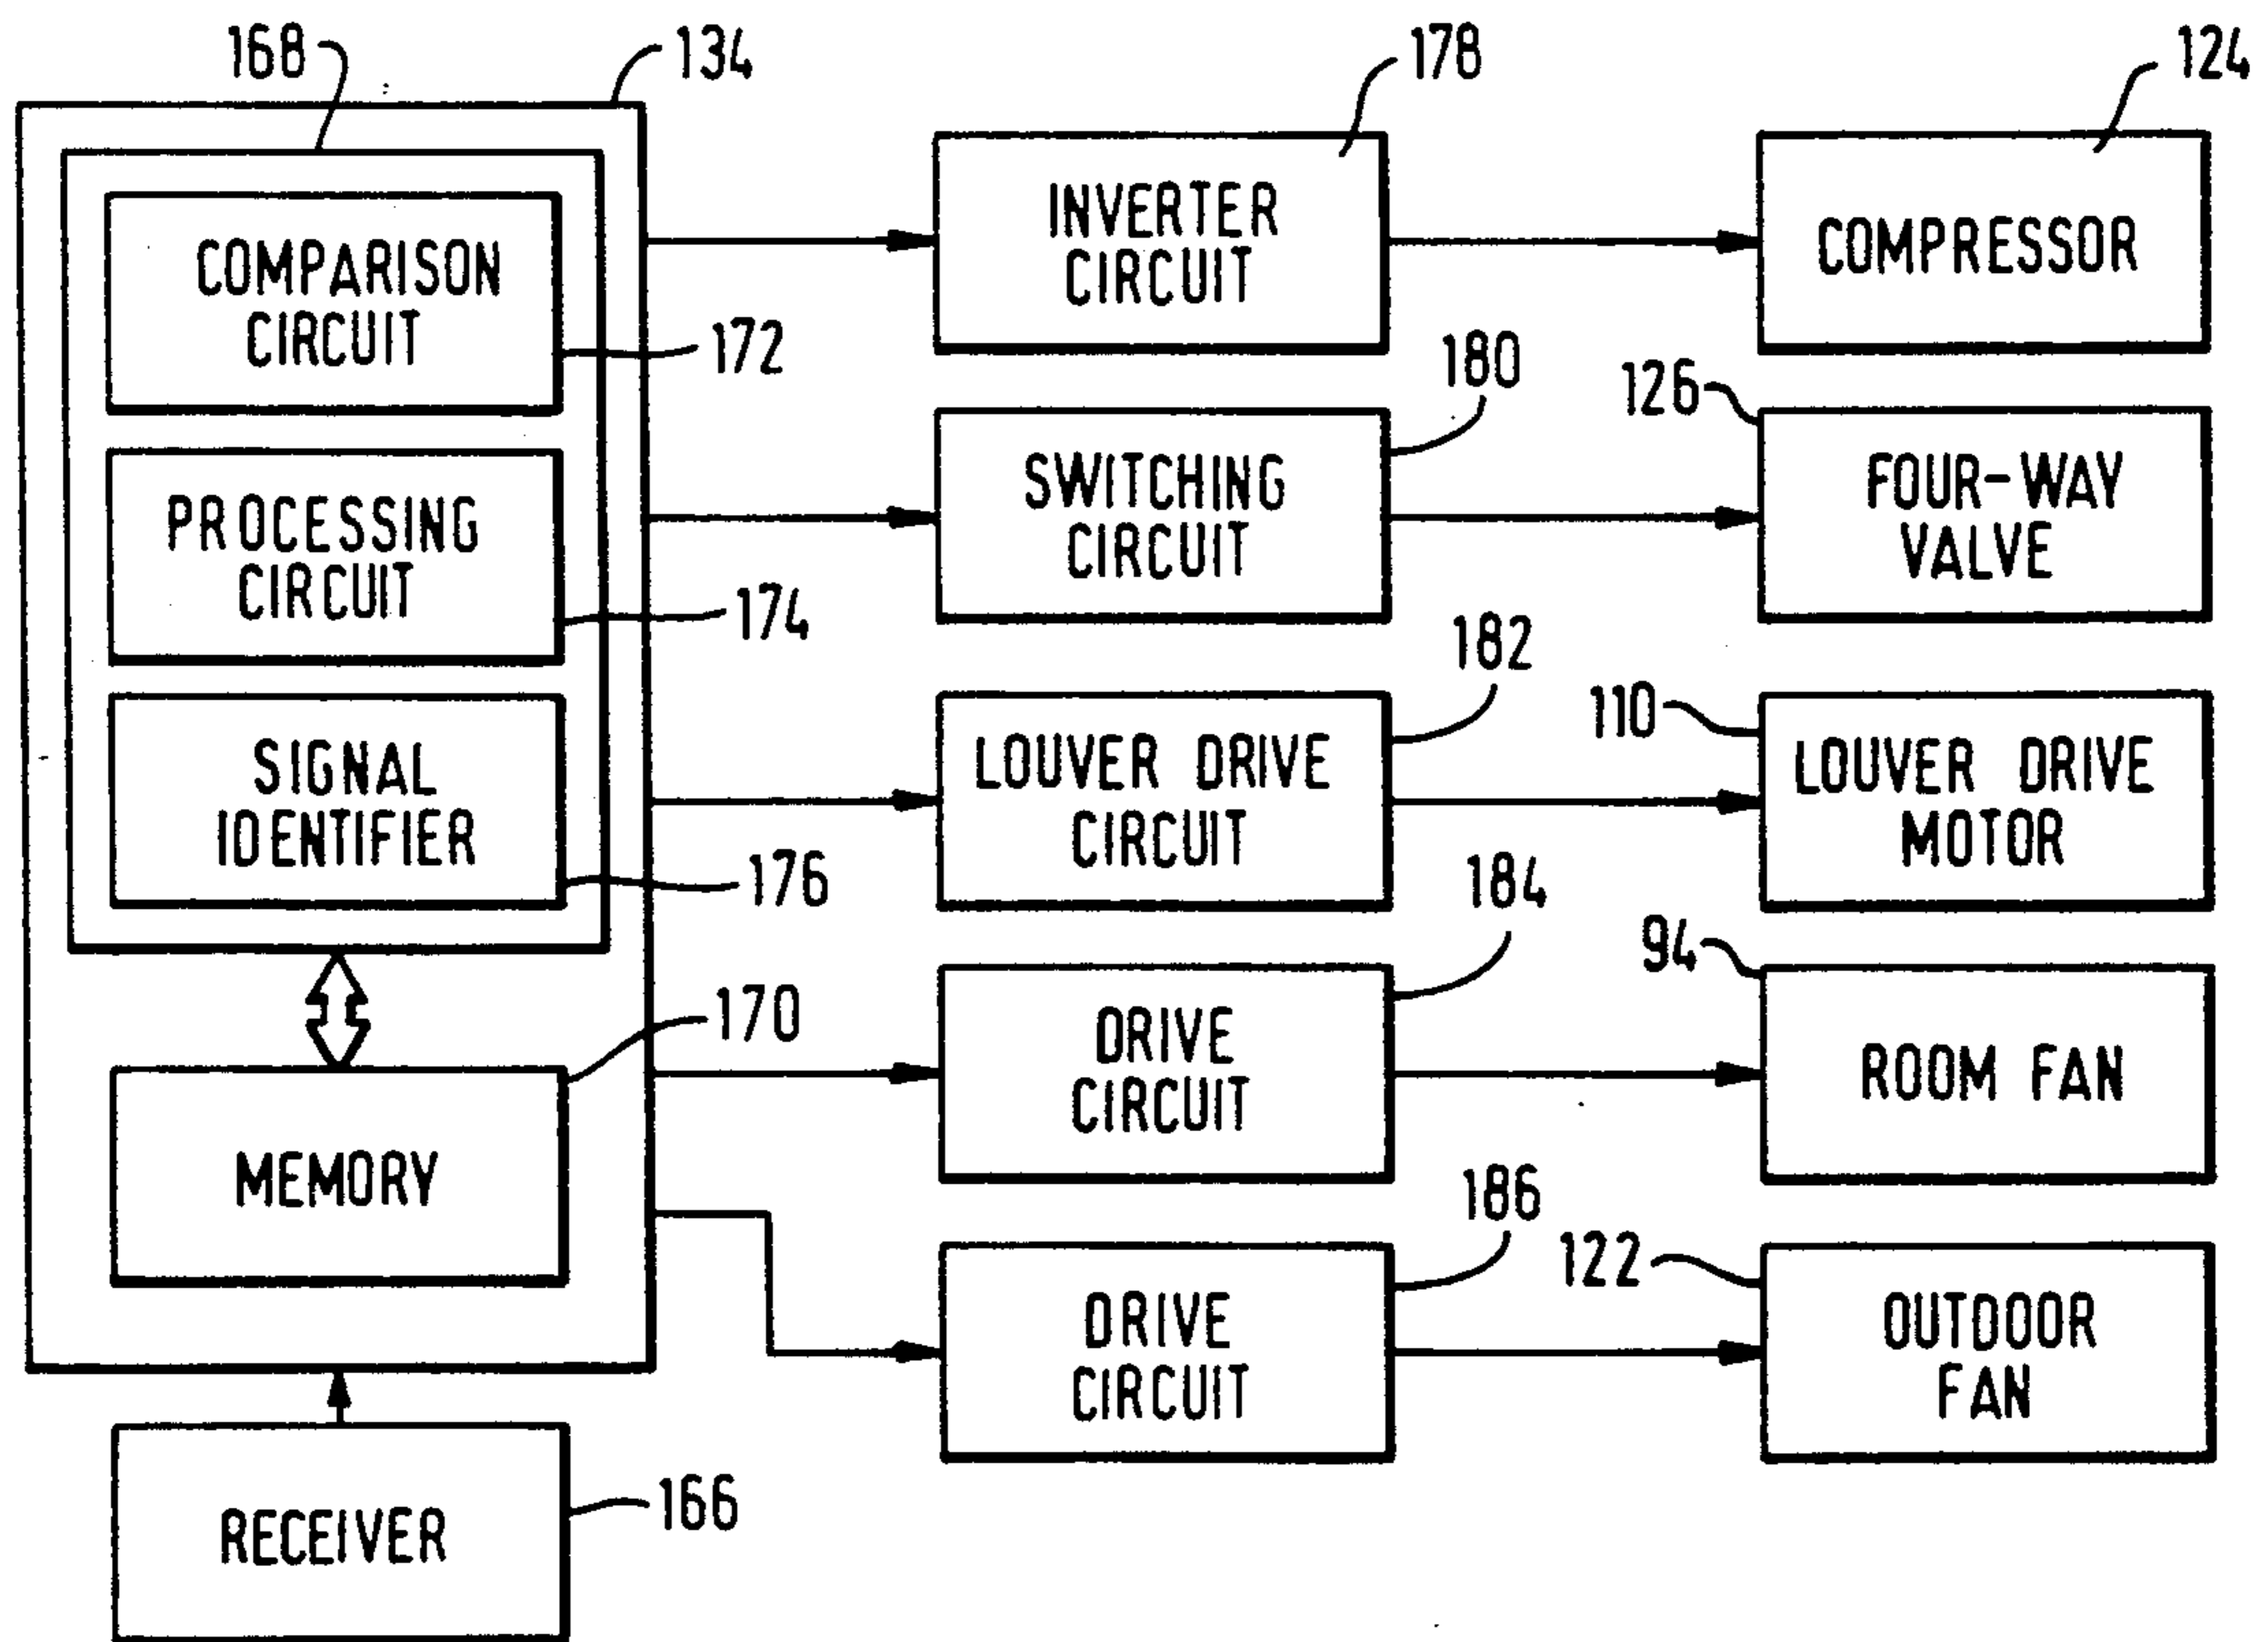 168
134
178
124
COMPARISON
CIRCUIT
172
INVERTER
CIRCUIT
COMPRESSOR
PROCESSING
CIRCUIT
174
180
SWITCHING
CIRCUIT
126
FOUR-WAY
VALVE
SIGNAL
IDENTIFIER
176
182
LOUVER DRIVE
CIRCUIT
110
LOUVER DRIVE
MOTOR
170
MEMORY
184
DRIVE
CIRCUIT
94
ROOM FAN
186
DRIVE
CIRCUIT
122
OUTDOOR
FAN
RECEIVER
166